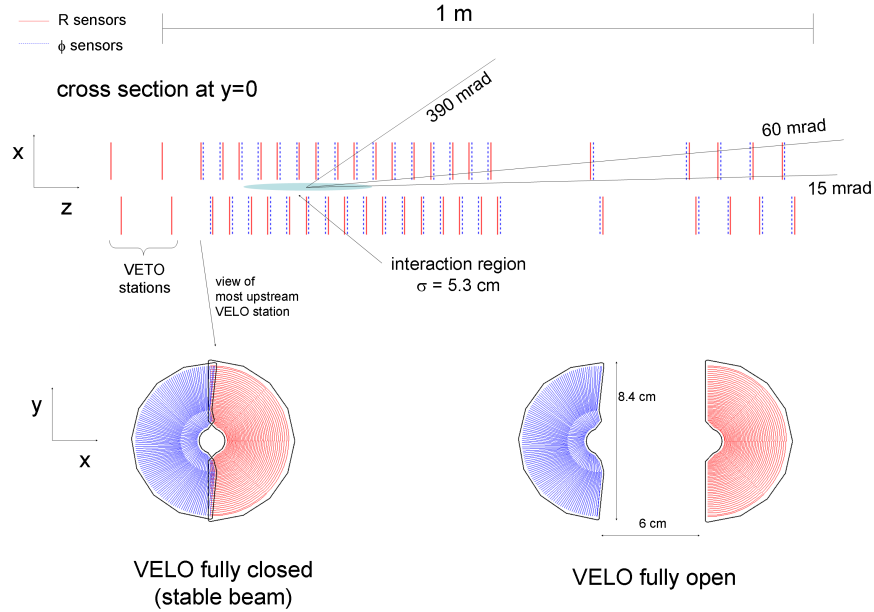 R sensors
ϕ sensors
1 m
cross section at y=0
390 mrad
60 mrad
15 mrad
x
z
VETO
stations
view of
most upstream
VELO station
interaction region
σ = 5.3 cm
y
x
8.4 cm
6 cm
VELO fully closed
(stable beam)
VELO fully open